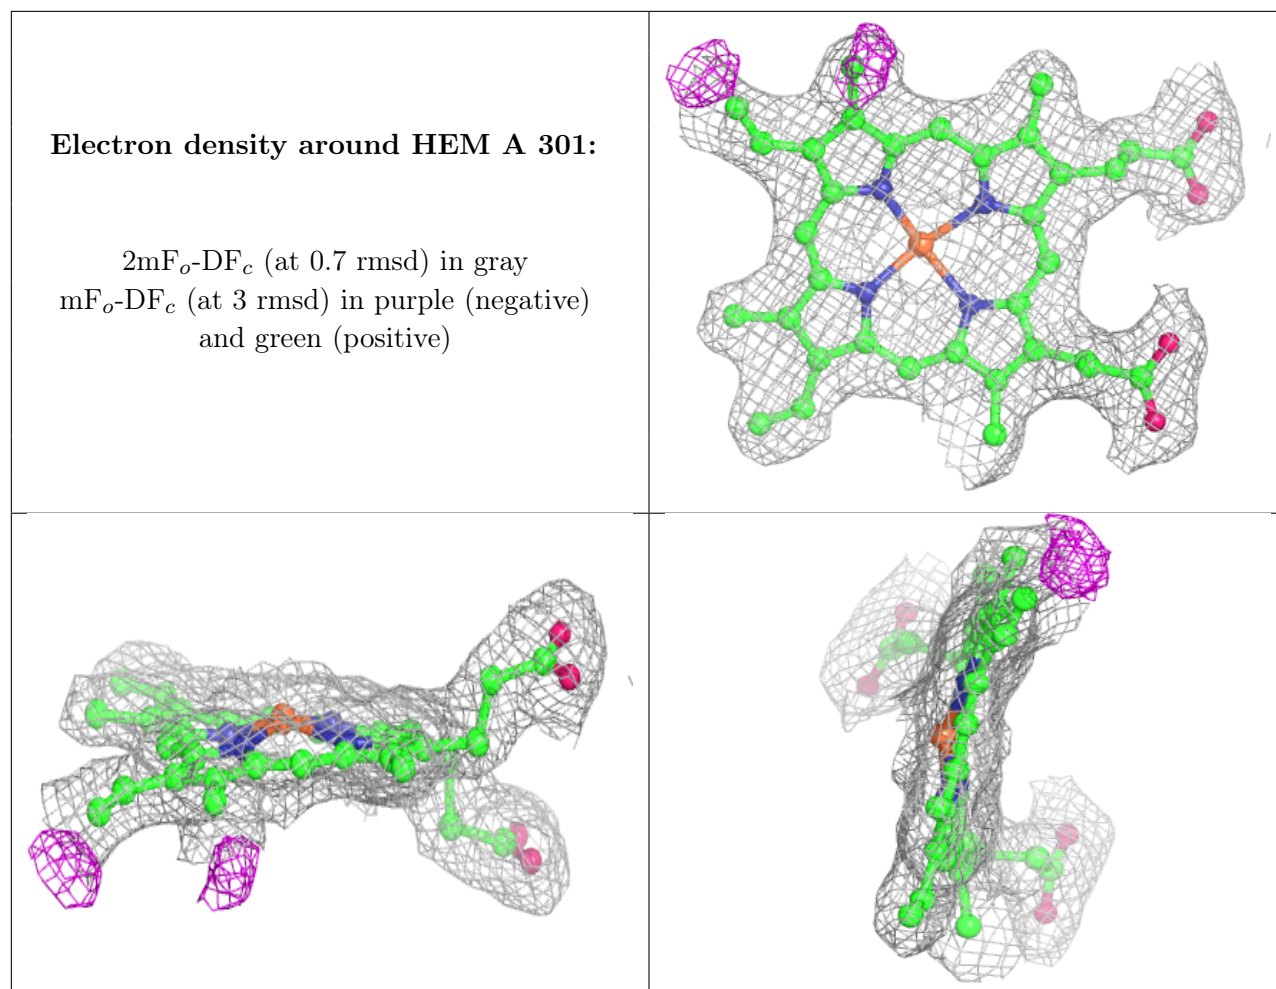 Electron density around HEM A 301:
2mFₒ-DF𝒸 (at 0.7 rmsd) in gray
mFₒ-DF𝒸 (at 3 rmsd) in purple (negative)
and green (positive)